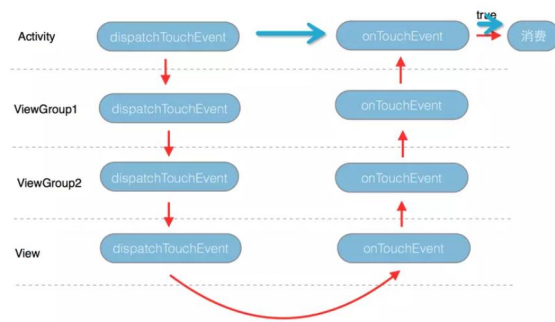 true
Activity dispatchTouchEvent onTouchEvent 消费
ViewGroup1 dispatchTouchEvent onTouchEvent
ViewGroup2 dispatchTouchEvent onTouchEvent
View dispatchTouchEvent onTouchEvent